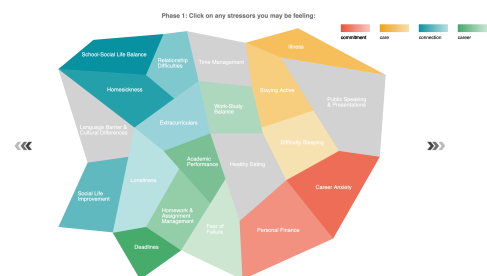 Phase 1: Click on any stressors you may be feeling:
commitment
care
connection
career
School-Social Life Balance
Relationship
Difficulties
Time Management
Illness
Homesickness
Staying Active
Public Speaking
& Presentations
Work-Study
Balance
Extracurriculars
Language Barrier &
Cultural Differences
Difficulty Sleeping
Academic
Performance
Healthy Eating
Loneliness
Career Anxiety
Social Life
Improvement
Homework &
Assignment
Management
Fear of
Failure
Personal Finance
Deadlines